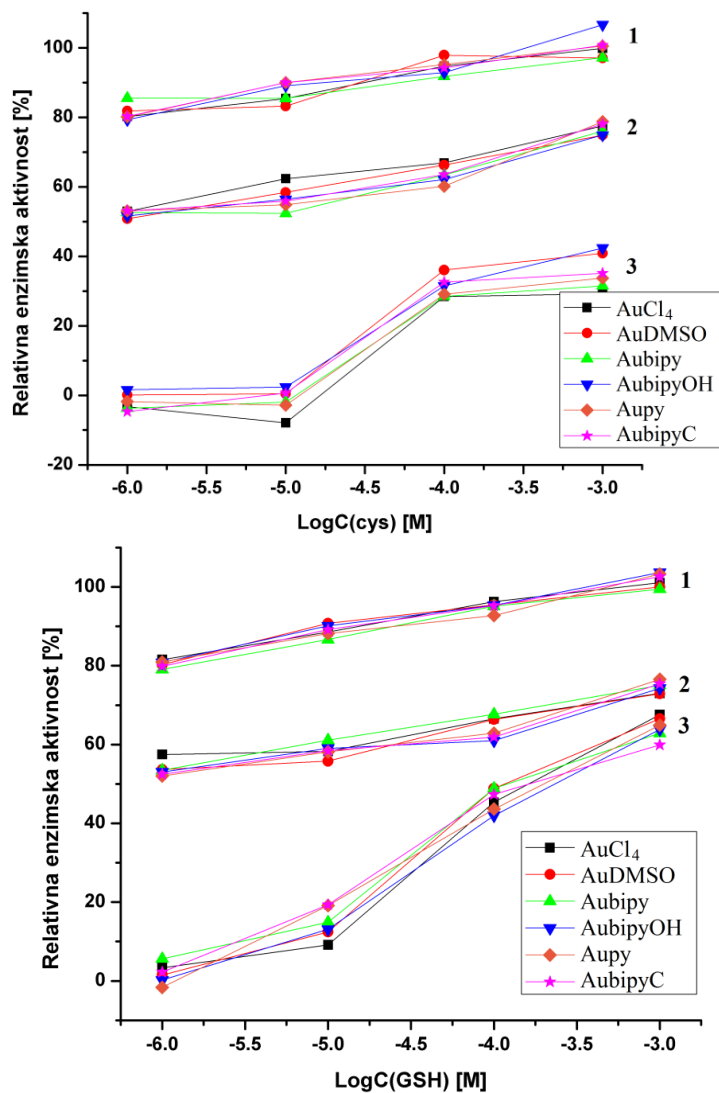 1
100
80
2
60
40
3
20
0
-20
Relativna enzimska aktivnost [%]
AuCl₄
AuDMSO
Aubipy
AubipyOH
Aupy
AubipyC
-6.0 -5.5 -5.0 -4.5 -4.0 -3.5 -3.0
LogC(cys) [M]
1
100
80
2
3
60
40
20
0
Relativna enzimska aktivnost [%]
AuCl₄
AuDMSO
Aubipy
AubipyOH
Aupy
AubipyC
-6.0 -5.5 -5.0 -4.5 -4.0 -3.5 -3.0
LogC(GSH) [M]